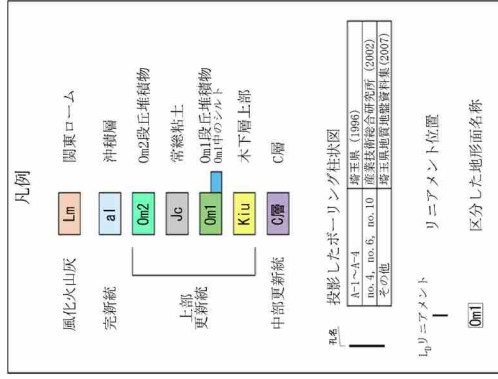 凡例
風化火山灰 Lm 関東ローム
完新統 al 沖積層
上部更新統 Om2 Om2段丘堆積物
Jc 常総粘土
Om1 Om1段丘堆積物
Om1中のシルト
Kiu 木下層上部
中部更新統 C層 C層
孔名 投影したボーリング柱状図
A-1～A-4 埼玉県 (1996)
no.4, no.6, no.10 産業技術総合研究所 (2002)
その他 埼玉県地質地盤資料集(2007)
LDリニアメント リニアメント位置
Om1 区分した地形面名称